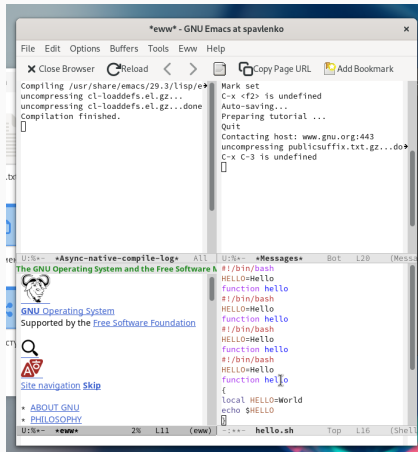 *eww* - GNU Emacs at spavlenko
File Edit Options Buffers Tools Eww Help
Close Browser Reload Copy Page URL Add Bookmark
Compiling /usr/share/emacs/29.3/lisp/e
uncompressing cl-loaddefs.el.gz...
uncompressing cl-loaddefs.el.gz...done
Compilation finished.
U:%*- *Async-native-compile-log* All
Mark set
C-x <f2> is undefined
Auto-saving...
Preparing tutorial ...
Quit
Contacting host: www.gnu.org:443
uncompressing publicsuffix.txt.gz...do
C-x C-3 is undefined
U:%*- *Messages* Bot L20 (Messa
The GNU Operating System and the Free Software M
GNU Operating System
Supported by the Free Software Foundation
Site navigation Skip
* ABOUT GNU
* PHILOSOPHY
U:%*- *eww* 2% L11 (eww)
#!/bin/bash
HELLO=Hello
function hello
#!/bin/bash
HELLO=Hello
function hello
#!/bin/bash
HELLO=Hello
function hello
#!/bin/bash
HELLO=Hello
function hello
{
local HELLO=World
echo $HELLO
}
-:**- hello.sh Top L16 (Shell